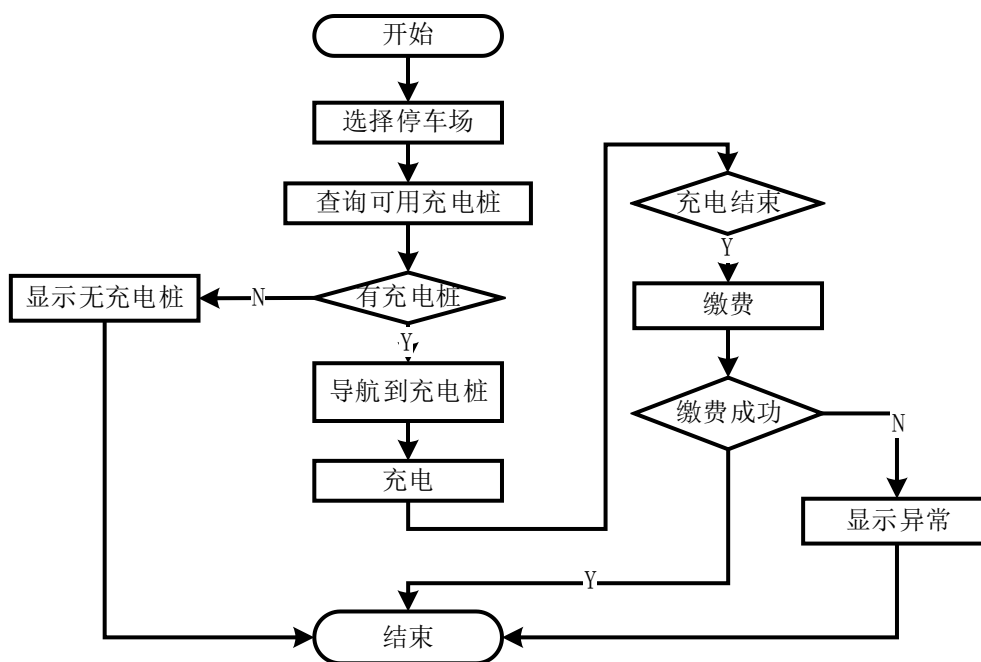 开始
选择停车场
查询可用充电桩
有充电桩
N
显示无充电桩
Y
导航到充电桩
充电
充电结束
Y
缴费
缴费成功
N
显示异常
Y
结束